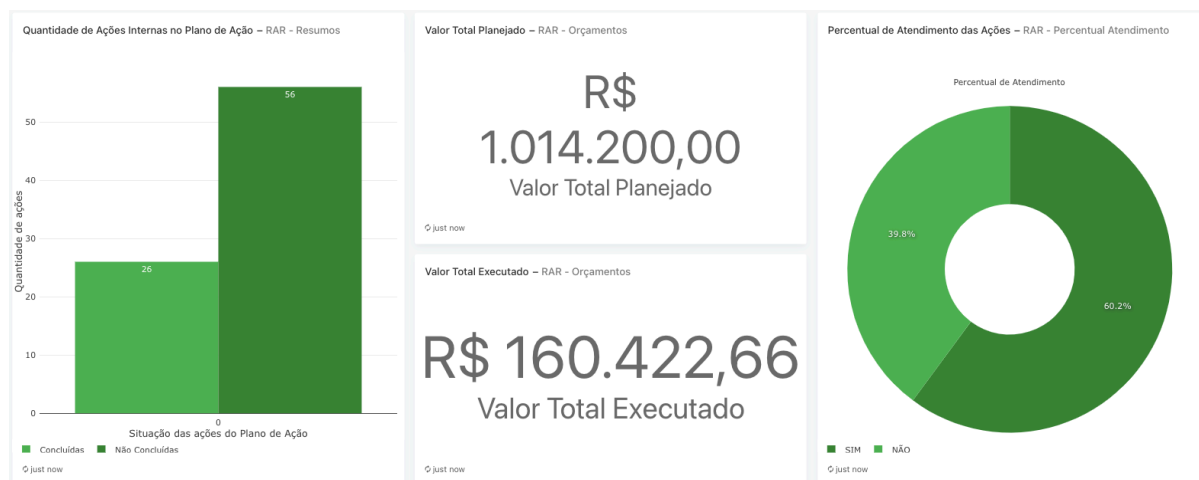 Quantidade de Ações Internas no Plano de Ação – RAR - Resumos
56
50
40
30
26
20
10
0
Quantidade de ações
0
Situação das ações do Plano de Ação
Concluídas Não Concluídas
just now
Valor Total Planejado – RAR - Orçamentos
R$
1.014.200,00
Valor Total Planejado
just now
Valor Total Executado – RAR - Orçamentos
R$ 160.422,66
Valor Total Executado
just now
Percentual de Atendimento das Ações – RAR - Percentual Atendimento
Percentual de Atendimento
39.8%
60.2%
SIM NÃO
just now